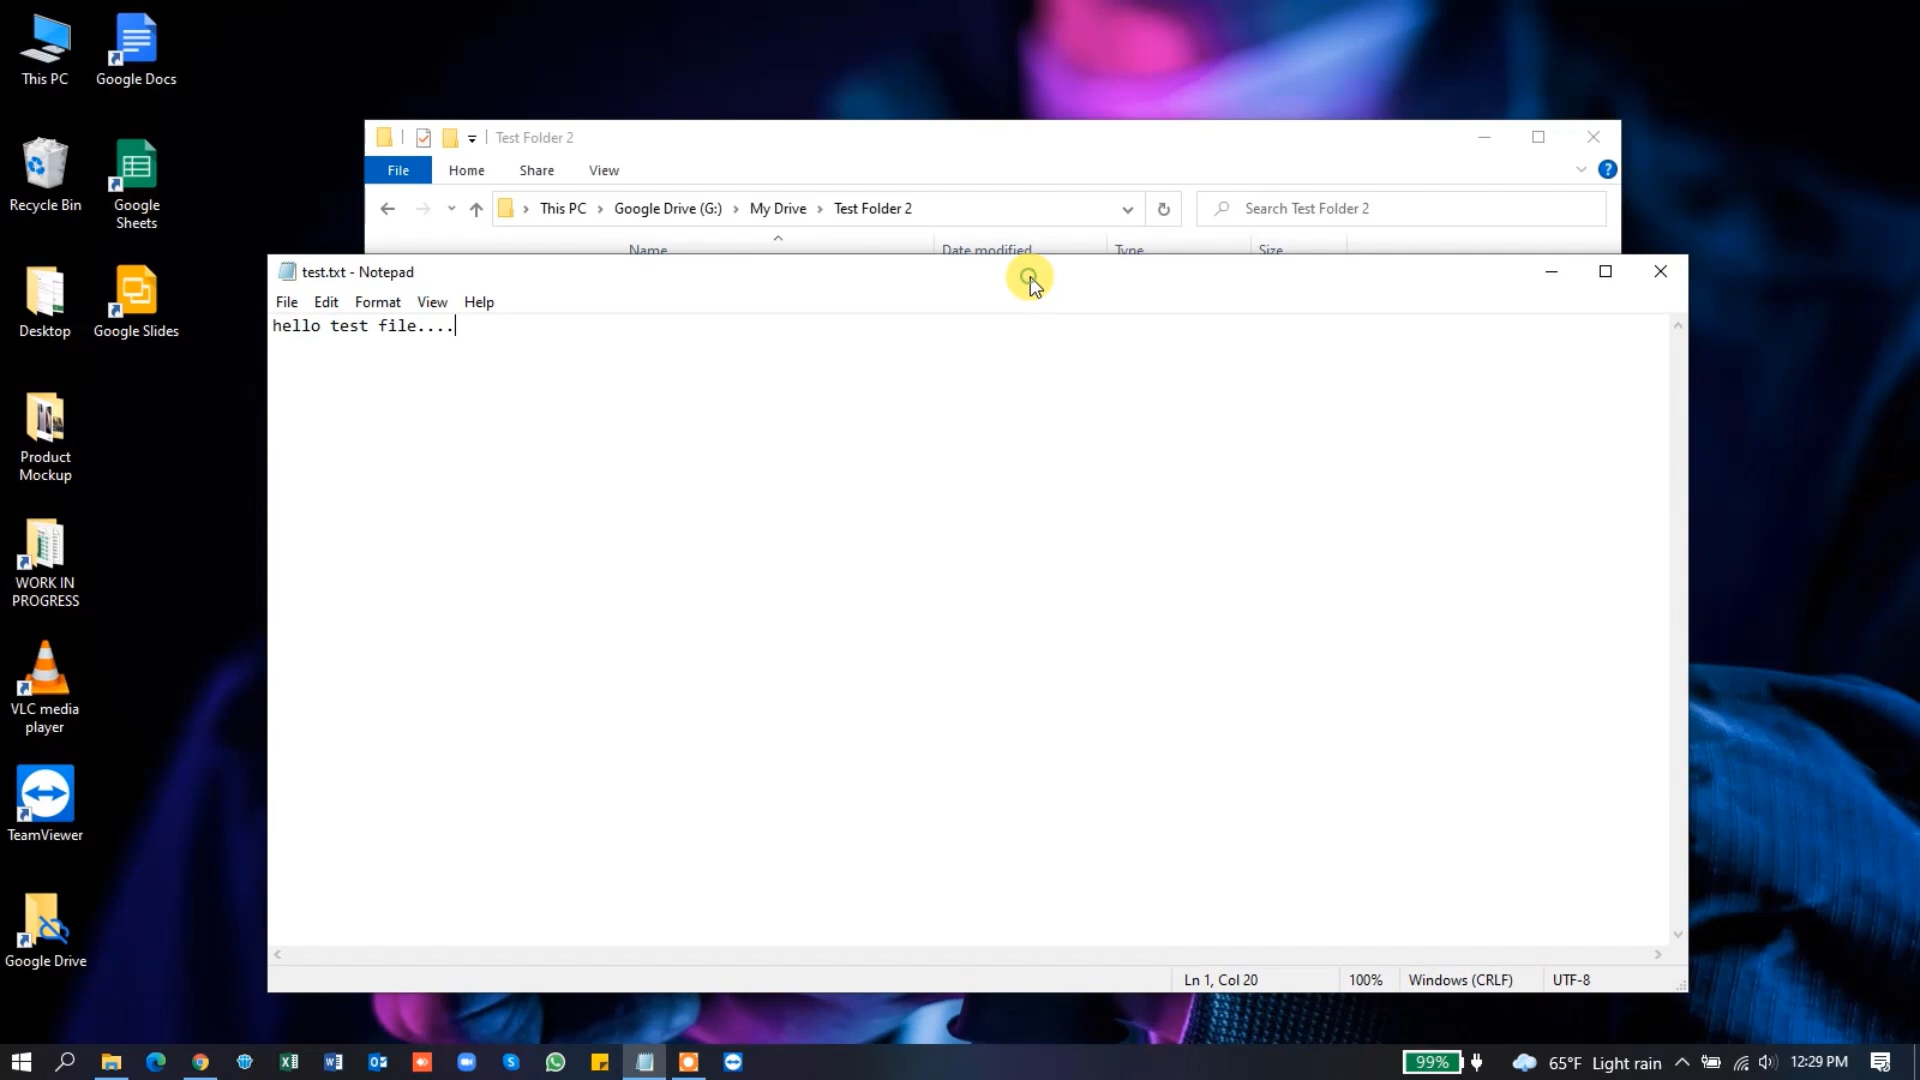 This PC
Google Docs
Recycle Bin
Google
Sheets
Desktop
Google Slides
Product
Mockup
WORK IN
PROGRESS
VLC media
player
TeamViewer
Google Drive
Test Folder 2
File Home Share View
This PC Google Drive (G:) My Drive Test Folder 2
Search Test Folder 2
Name Date modified Type Size
test.txt - Notepad
File Edit Format View Help
hello test file....
Ln 1, Col 20 100% Windows (CRLF) UTF-8
99% 65°F Light rain 12:29 PM